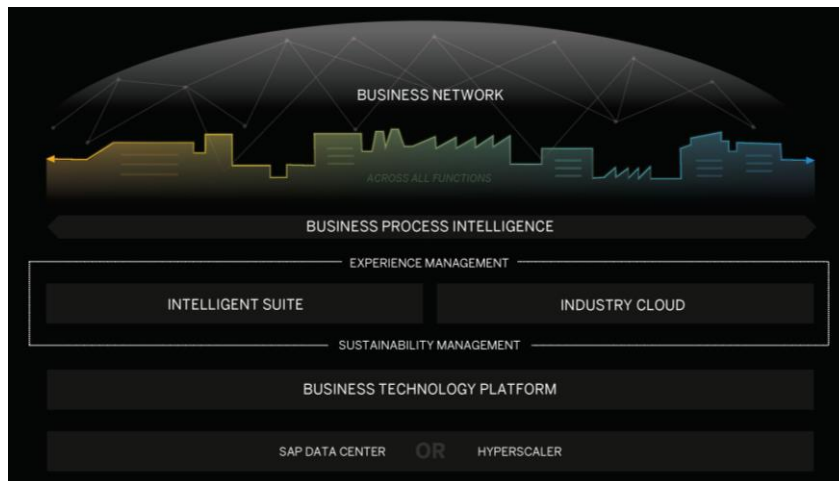 BUSINESS NETWORK
ACROSS ALL FUNCTIONS
BUSINESS PROCESS INTELLIGENCE
EXPERIENCE MANAGEMENT
INTELLIGENT SUITE INDUSTRY CLOUD
SUSTAINABILITY MANAGEMENT
BUSINESS TECHNOLOGY PLATFORM
SAP DATA CENTER OR HYPERSCALER